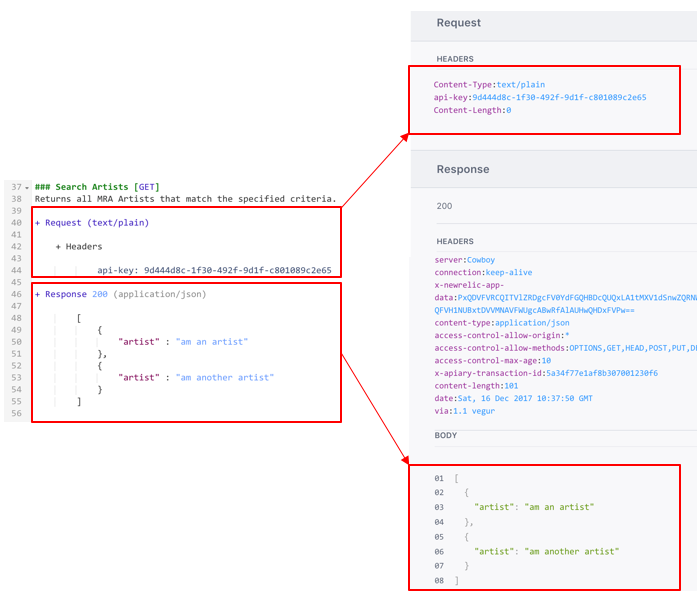 37 ### Search Artists [GET]
38 Returns all MRA Artists that match the specified criteria.
39
40 + Request (text/plain)
41
42 + Headers
43
44 api-key: 9d444d8c-1f30-492f-9d1f-c801089c2e65
45
46 + Response 200 (application/json)
47
48 [
49 {
50 "artist" : "am an artist"
51 },
52 {
53 "artist" : "am another artist"
54 }
55 ]
56
Request
HEADERS
Content-Type:text/plain
api-key:9d444d8c-1f30-492f-9d1f-c801089c2e65
Content-Length:0
Response
200
HEADERS
server:Cowboy
connection:keep-alive
x-newrelic-app-
data:
content-type:application/json
access-control-allow-origin:*
access-control-allow-methods:OPTIONS,GET,HEAD,POST,PUT,
access-control-max-age:10
x-apiary-transaction-id:5a34f77e1af8b307001230f6
content-length:101
date:Sat, 16 Dec 2017 10:37:50 GMT
via:1.1 vegur
BODY
01 [
02 {
03 "artist": "am an artist"
04 },
05 {
06 "artist": "am another artist"
07 }
08 ]